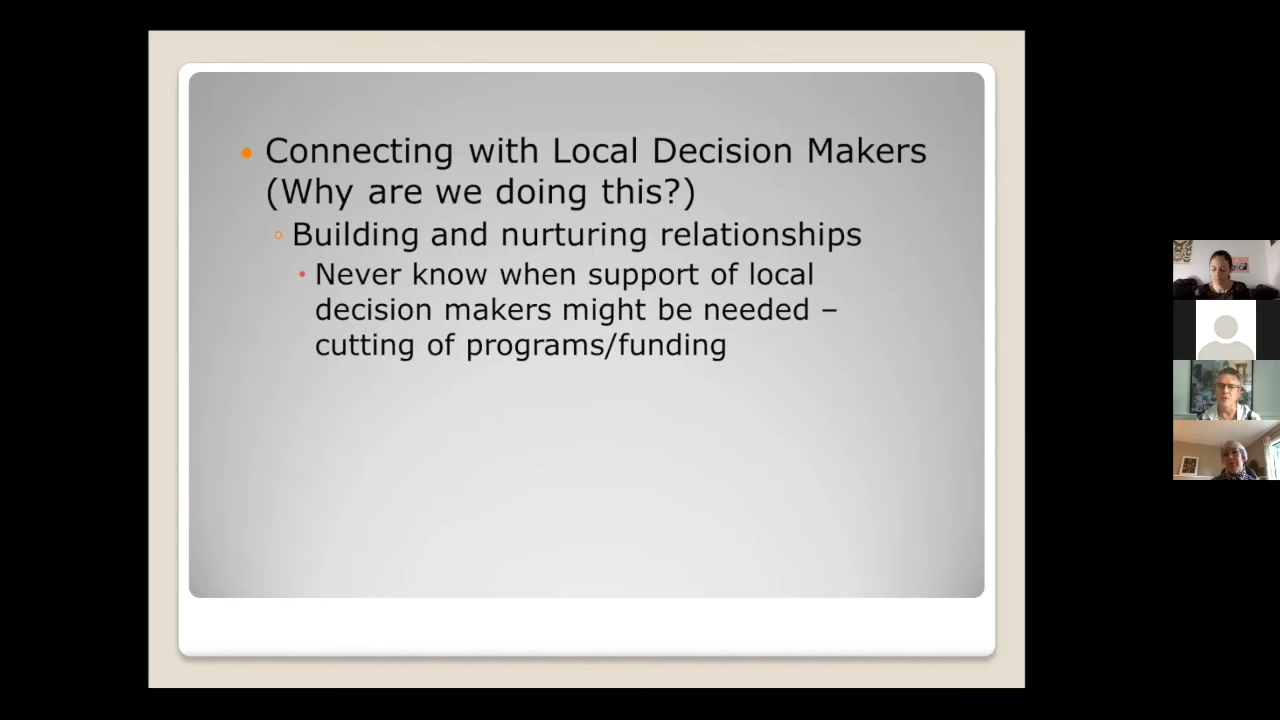 Connecting with Local Decision Makers
(Why are we doing this?)
Building and nurturing relationships
Never know when support of local
decision makers might be needed –
cutting of programs/funding